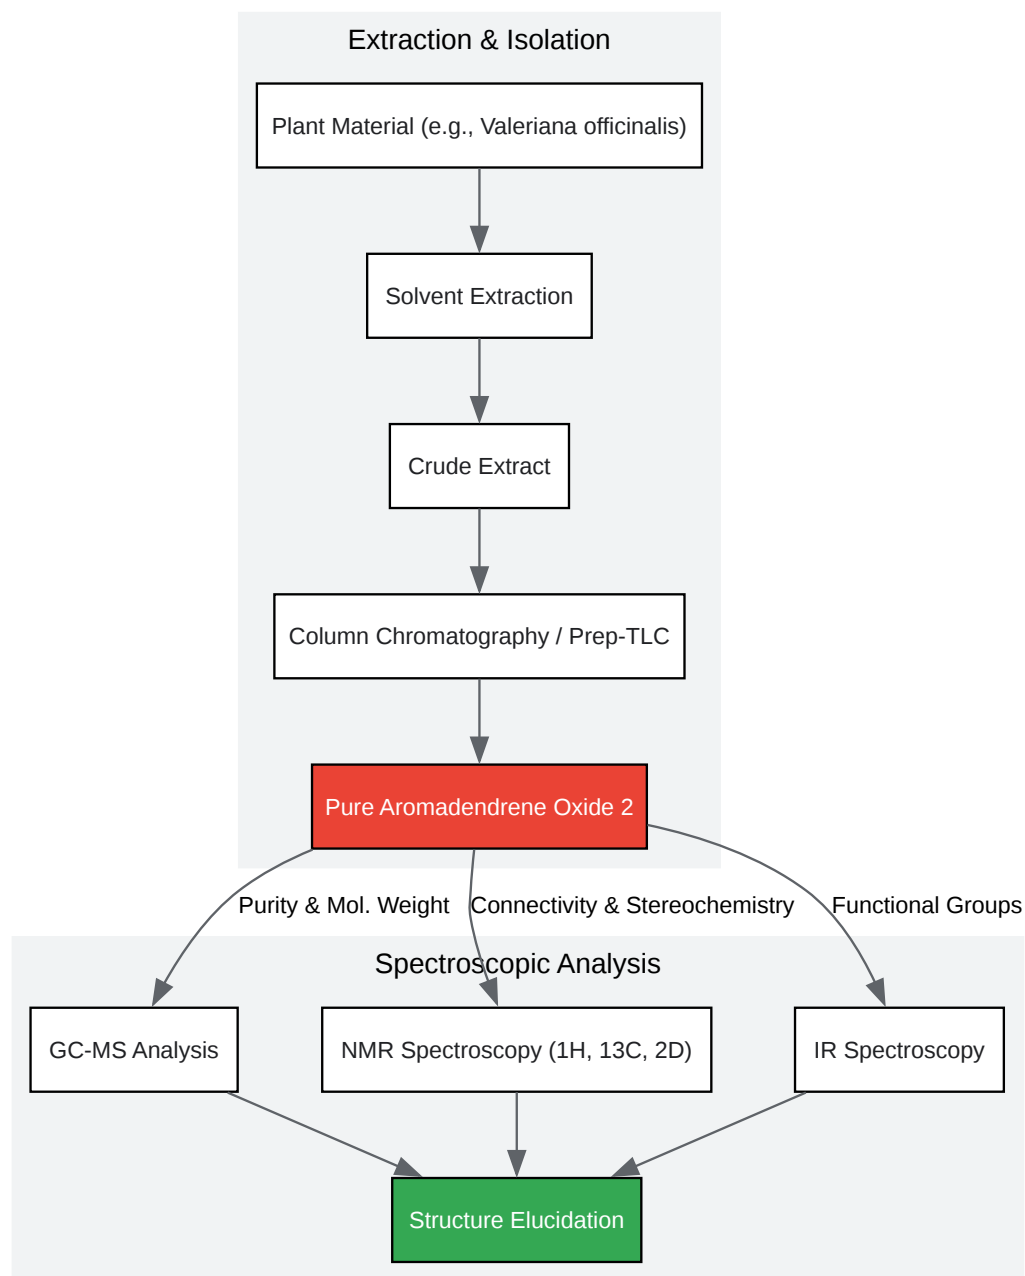 Extraction & Isolation
Plant Material (e.g., Valeriana officinalis)
Solvent Extraction
Crude Extract
Column Chromatography / Prep-TLC
Pure Aromadendrene Oxide 2
Purity & Mol. Weight
Connectivity & Stereochemistry
Functional Groups
Spectroscopic Analysis
GC-MS Analysis
NMR Spectroscopy (1H, 13C, 2D)
IR Spectroscopy
Structure Elucidation